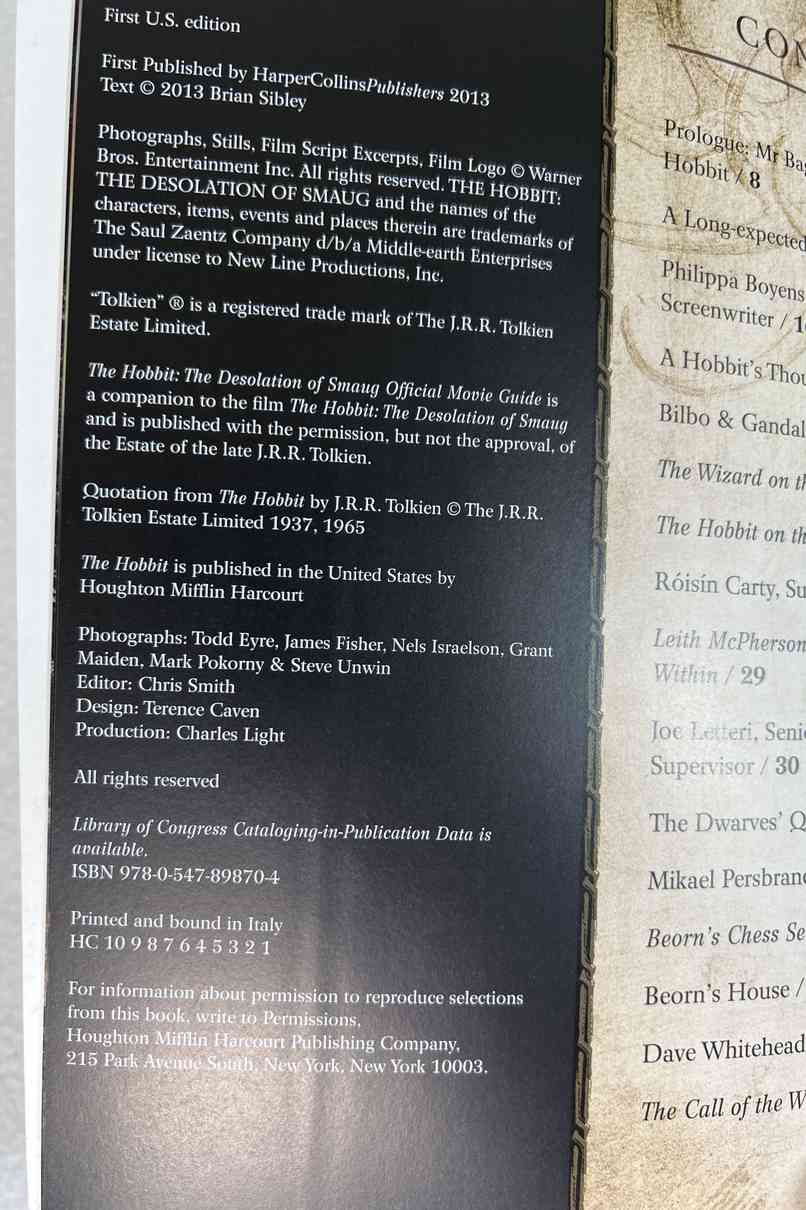 First U.S. edition
First Published by HarperCollinsPublishers 2013
Text © 2013 Brian Sibley
Photographs, Stills, Film Script Excerpts, Film Logo © Warner
Bros. Entertainment Inc. All rights reserved. THE HOBBIT:
THE DESOLATION OF SMAUG and the names of the
characters, items, events and places therein are trademarks of
The Saul Zaentz Company d/b/a Middle-earth Enterprises
under license to New Line Productions, Inc.
“Tolkien” ® is a registered trade mark of The J.R.R. Tolkien
Estate Limited.
The Hobbit: The Desolation of Smaug Official Movie Guide is
a companion to the film The Hobbit: The Desolation of Smaug
and is published with the permission, but not the approval, of
the Estate of the late J.R.R. Tolkien.
Quotation from The Hobbit by J.R.R. Tolkien © The J.R.R.
Tolkien Estate Limited 1937, 1965
The Hobbit is published in the United States by
Houghton Mifflin Harcourt
Photographs: Todd Eyre, James Fisher, Nels Israelson, Grant
Maiden, Mark Pokorny & Steve Unwin
Editor: Chris Smith
Design: Terence Caven
Production: Charles Light
All rights reserved
Library of Congress Cataloging-in-Publication Data is
available.
ISBN 978-0-547-89870-4
Printed and bound in Italy
HC 10 9 8 7 6 4 5 3 2 1
For information about permission to reproduce selections
from this book, write to Permissions,
Houghton Mifflin Harcourt Publishing Company,
215 Park Avenue South, New York, New York 10003.
CON
Prologue: Mr Bag
Hobbit / 8
A Long-expected
Philippa Boyens
Screenwriter / 1
A Hobbit’s Thou
Bilbo & Gandal
The Wizard on th
The Hobbit on th
Róisín Carty, Su
Leith McPherson
Within / 29
Joe Letteri, Seni
Supervisor / 30
The Dwarves’ Q
Mikael Persbran
Beorn’s Chess Se
Beorn’s House /
Dave Whitehead
The Call of the W